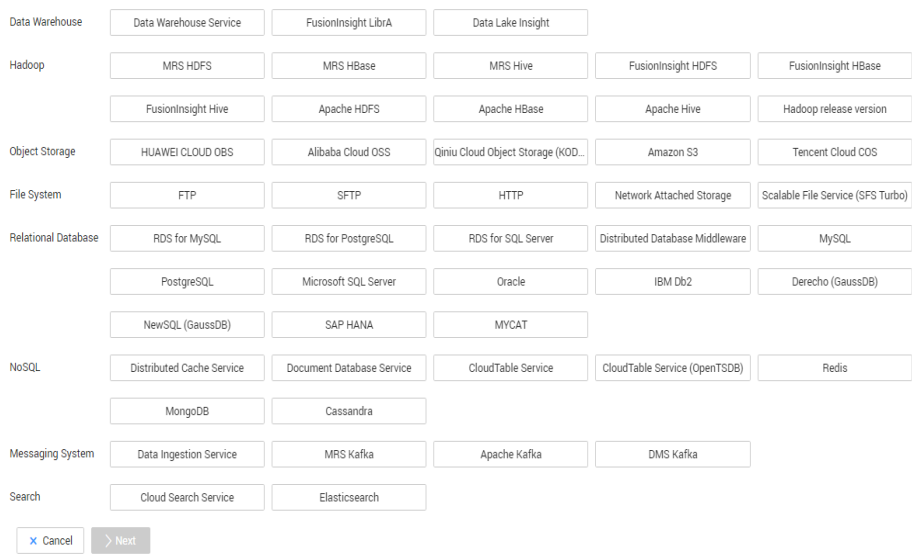 Data Warehouse Data Warehouse Service FusionInsight LibrA Data Lake Insight
Hadoop MRS HDFS MRS HBase MRS Hive FusionInsight HDFS FusionInsight HBase
FusionInsight Hive Apache HDFS Apache HBase Apache Hive Hadoop release version
Object Storage HUAWEI CLOUD OBS Alibaba Cloud OSS Qiniu Cloud Object Storage (KOD... Amazon S3 Tencent Cloud COS
File System FTP SFTP HTTP Network Attached Storage Scalable File Service (SFS Turbo)
Relational Database RDS for MySQL RDS for PostgreSQL RDS for SQL Server Distributed Database Middleware MySQL
PostgreSQL Microsoft SQL Server Oracle IBM Db2 Derecho (GaussDB)
NewSQL (GaussDB) SAP HANA MYCAT
NoSQL Distributed Cache Service Document Database Service CloudTable Service CloudTable Service (OpenTSDB) Redis
MongoDB Cassandra
Messaging System Data Ingestion Service MRS Kafka Apache Kafka DMS Kafka
Search Cloud Search Service Elasticsearch
Cancel Next